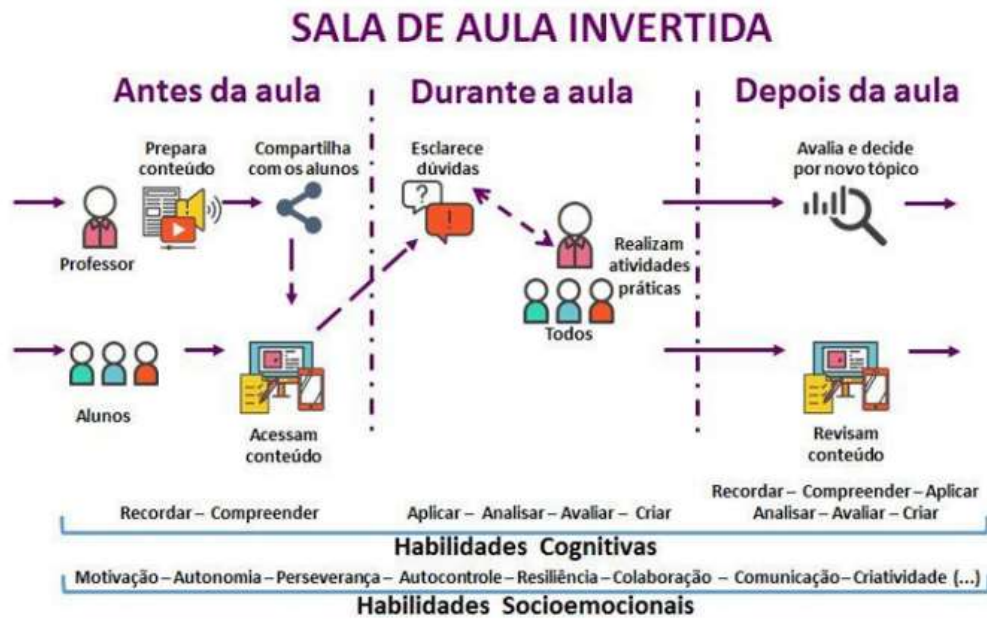 SALA DE AULA INVERTIDA
Antes da aula
Durante a aula
Depois da aula
Prepara
conteúdo
Compartilha
com os alunos
Professor
Alunos
Acessam
conteúdo
Esclarece
dúvidas
Realizam
atividades
práticas
Todos
Avalia e decide
por novo tópico
Revisam
conteúdo
Recordar – Compreender
Aplicar – Analisar – Avaliar – Criar
Recordar – Compreender – Aplicar
Analisar – Avaliar – Criar
Habilidades Cognitivas
Motivação – Autonomia – Perseverança – Autocontrole – Resiliência – Colaboração – Comunicação – Criatividade (...)
Habilidades Socioemocionais